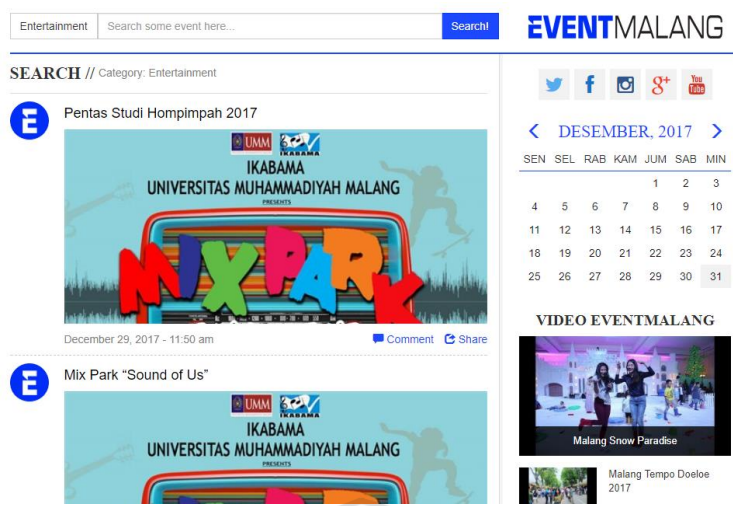 Entertainment Search some event here... Search!
EVENTMALANG
SEARCH // Category: Entertainment
Pentas Studi Hompimpah 2017
UMM IKABAMA
IKABAMA
UNIVERSITAS MUHAMMADIYAH MALANG
PRESENTS
MIX PARK
December 29, 2017 - 11:50 am Comment Share
Mix Park “Sound of Us”
UMM IKABAMA
IKABAMA
UNIVERSITAS MUHAMMADIYAH MALANG
PRESENTS
g+ You Tube
DESEMBER, 2017
SEN SEL RAB KAM JUM SAB MIN
1 2 3
4 5 6 7 8 9 10
11 12 13 14 15 16 17
18 19 20 21 22 23 24
25 26 27 28 29 30 31
VIDEO EVENTMALANG
Malang Snow Paradise
Malang Tempo Doeloe
2017